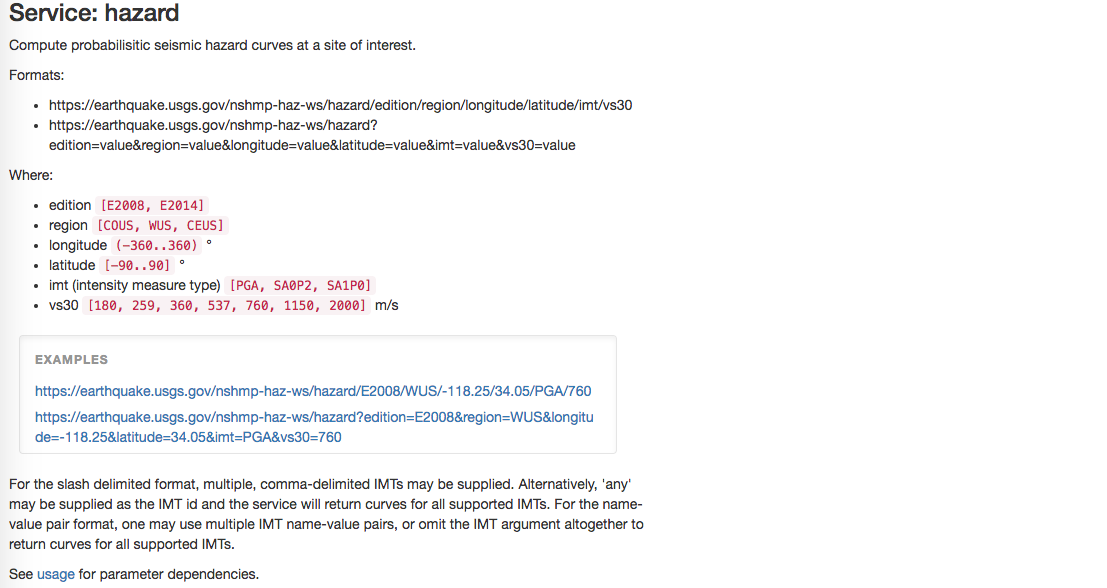 Service: hazard
Compute probabilisitic seismic hazard curves at a site of interest.
Formats:
• https://earthquake.usgs.gov/nshmp-haz-ws/hazard/edition/region/longitude/latitude/imt/vs30
• https://earthquake.usgs.gov/nshmp-haz-ws/hazard?
edition=value&region=value&longitude=value&latitude=value&imt=value&vs30=value
Where:
• edition [E2008, E2014]
• region [COUS, WUS, CEUS]
• longitude (-360..360) °
• latitude [-90..90] °
• imt (intensity measure type) [PGA, SA0P2, SA1P0]
• vs30 [180, 259, 360, 537, 760, 1150, 2000] m/s
EXAMPLES
https://earthquake.usgs.gov/nshmp-haz-ws/hazard/E2008/WUS/-118.25/34.05/PGA/760
https://earthquake.usgs.gov/nshmp-haz-ws/hazard?edition=E2008&region=WUS&longitu
de=-118.25&latitude=34.05&imt=PGA&vs30=760
For the slash delimited format, multiple, comma-delimited IMTs may be supplied. Alternatively, 'any'
may be supplied as the IMT id and the service will return curves for all supported IMTs. For the name-
value pair format, one may use multiple IMT name-value pairs, or omit the IMT argument altogether to
return curves for all supported IMTs.
See usage for parameter dependencies.